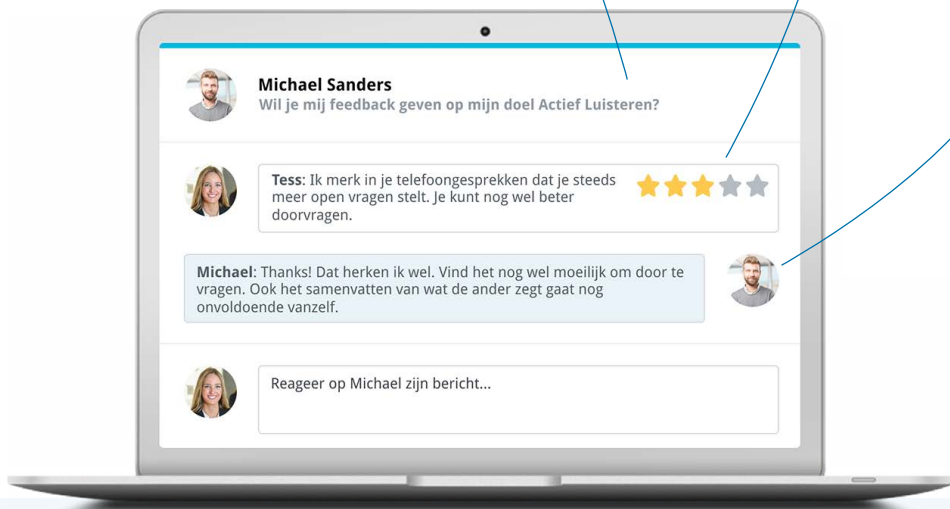 Michael Sanders
Wil je mij feedback geven op mijn doel Actief Luisteren?
Tess: Ik merk in je telefoongesprekken dat je steeds
meer open vragen stelt. Je kunt nog wel beter
doorvragen.
Michael: Thanks! Dat herken ik wel. Vind het nog wel moeilijk om door te
vragen. Ook het samenvatten van wat de ander zegt gaat nog
onvoldoende vanzelf.
Reageer op Michael zijn bericht...